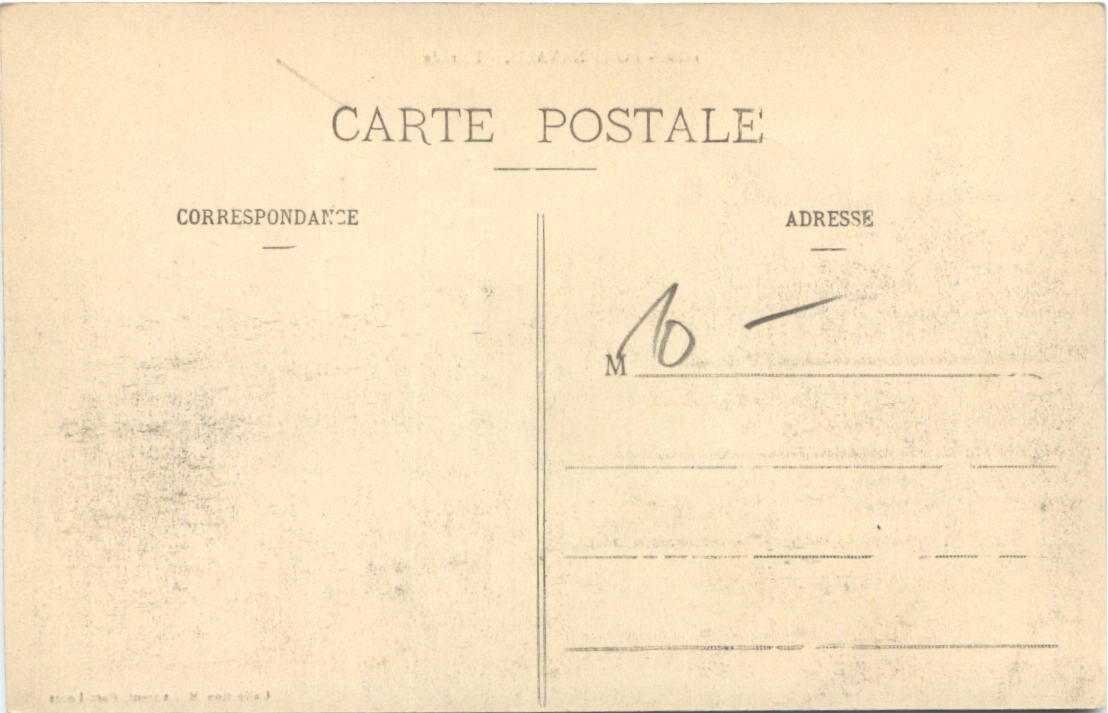 CARTE POSTALE
CORRESPONDANCE
ADRESSE
10 —
M